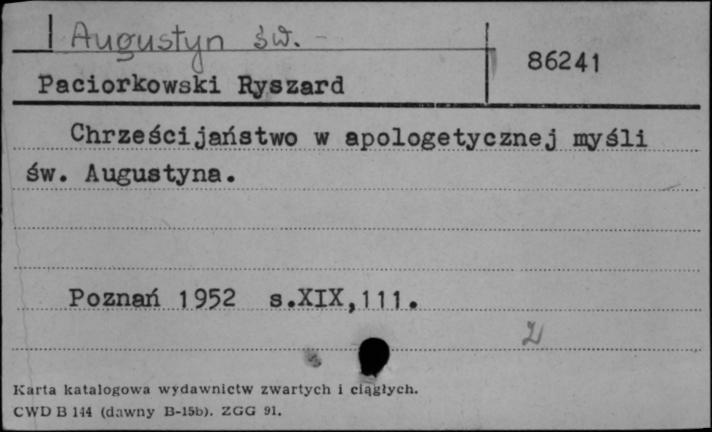 Augustyn św. -
86241
Paciorkowski Ryszard
Chrześcijaństwo w apologetycznej myśli
św. Augustyna.
Poznań 1952 s.XIX,111.
Karta katalogowa wydawnictw zwartych i ciągłych.
CWD B 144 (dawny B-15b). ZGG 91.